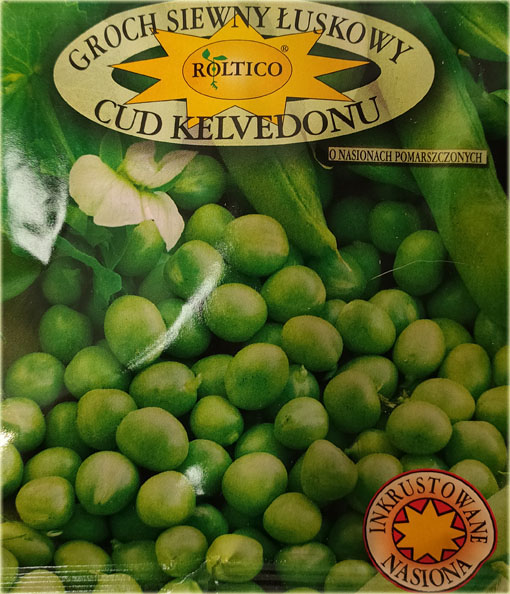 GROCH SIEWNY ŁUSKOWY
ROLTICO®
CUD KELVEDONU
O NASIONACH POMARSZCZONYCH
INKRUSTOWANE
NASIONA